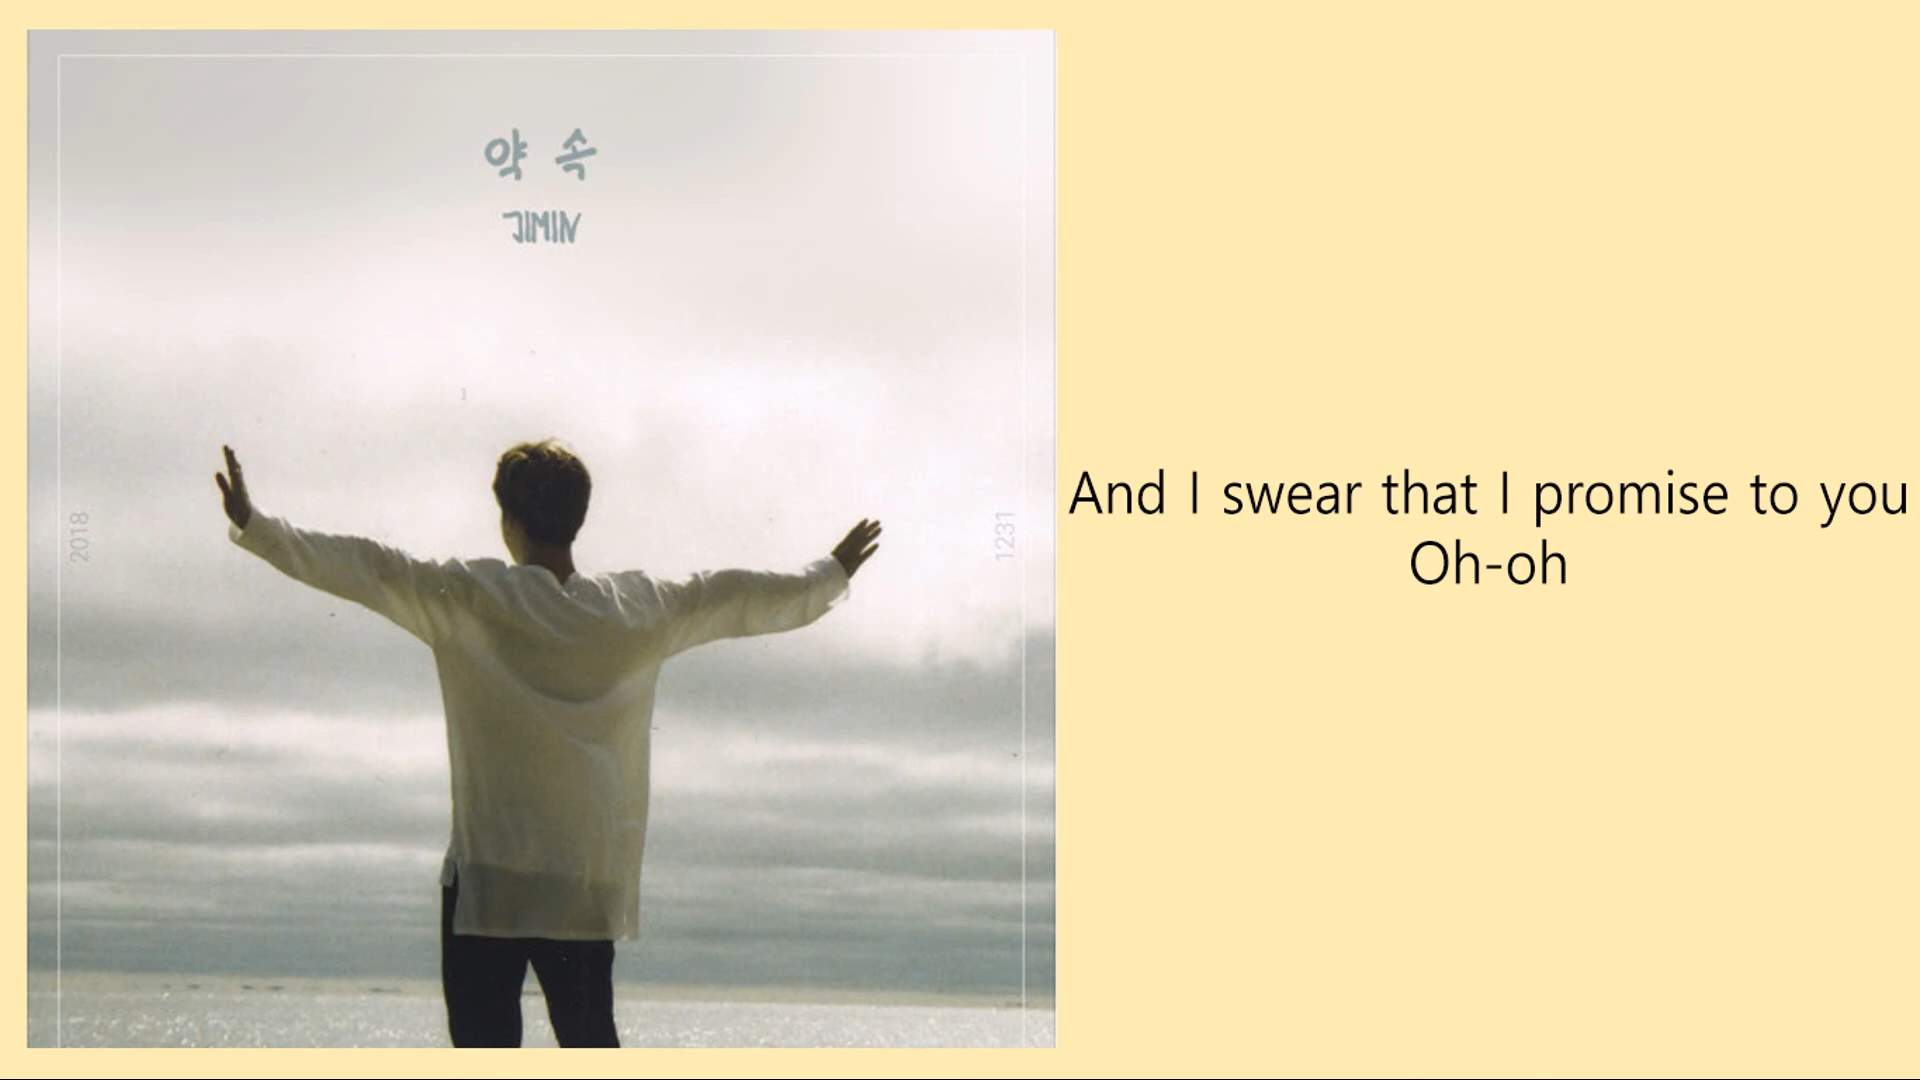 약 속
JIMIN
2018
1231
And I swear that I promise to you
Oh-oh